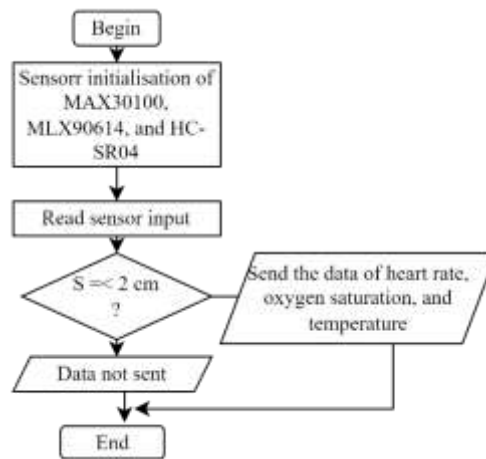 Begin
Sensorr initialisation of
MAX30100,
MLX90614, and HC-
SR04
Read sensor input
S =< 2 cm
?
Send the data of heart rate,
oxygen saturation, and
temperature
Data not sent
End